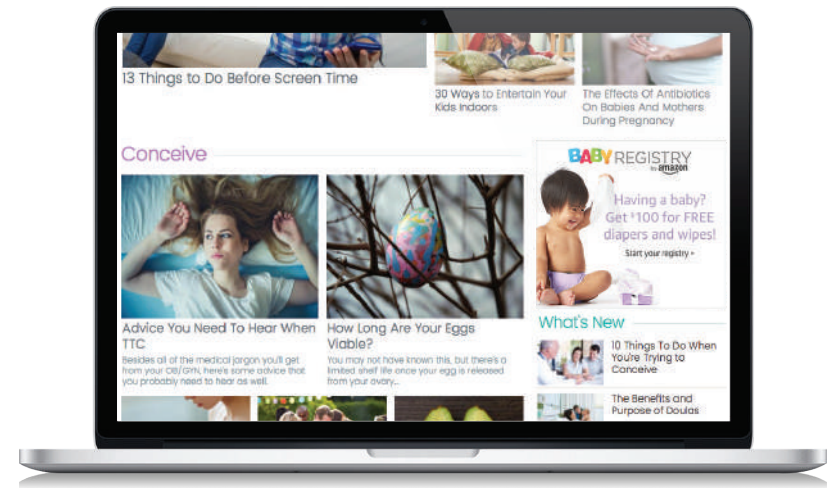 13 Things to Do Before Screen Time
30 Ways to Entertain Your
Kids Indoors
The Effects Of Antibiotics
On Babies And Mothers
During Pregnancy
Conceive
Advice You Need To Hear When
TTC
Besides all of the medical jargon you'll get
from your OB/GYN, here's some advice that
you probably need to hear as well.
How Long Are Your Eggs
Viable?
You may not have known this, but there's a
limited shelf life once your egg is released
from your ovary...
BABY REGISTRY
by amazon
Having a baby?
Get $100 for FREE
diapers and wipes!
Start your registry ▸
What's New
10 Things To Do When
You're Trying to
Conceive
The Benefits and
Purpose of Doulas